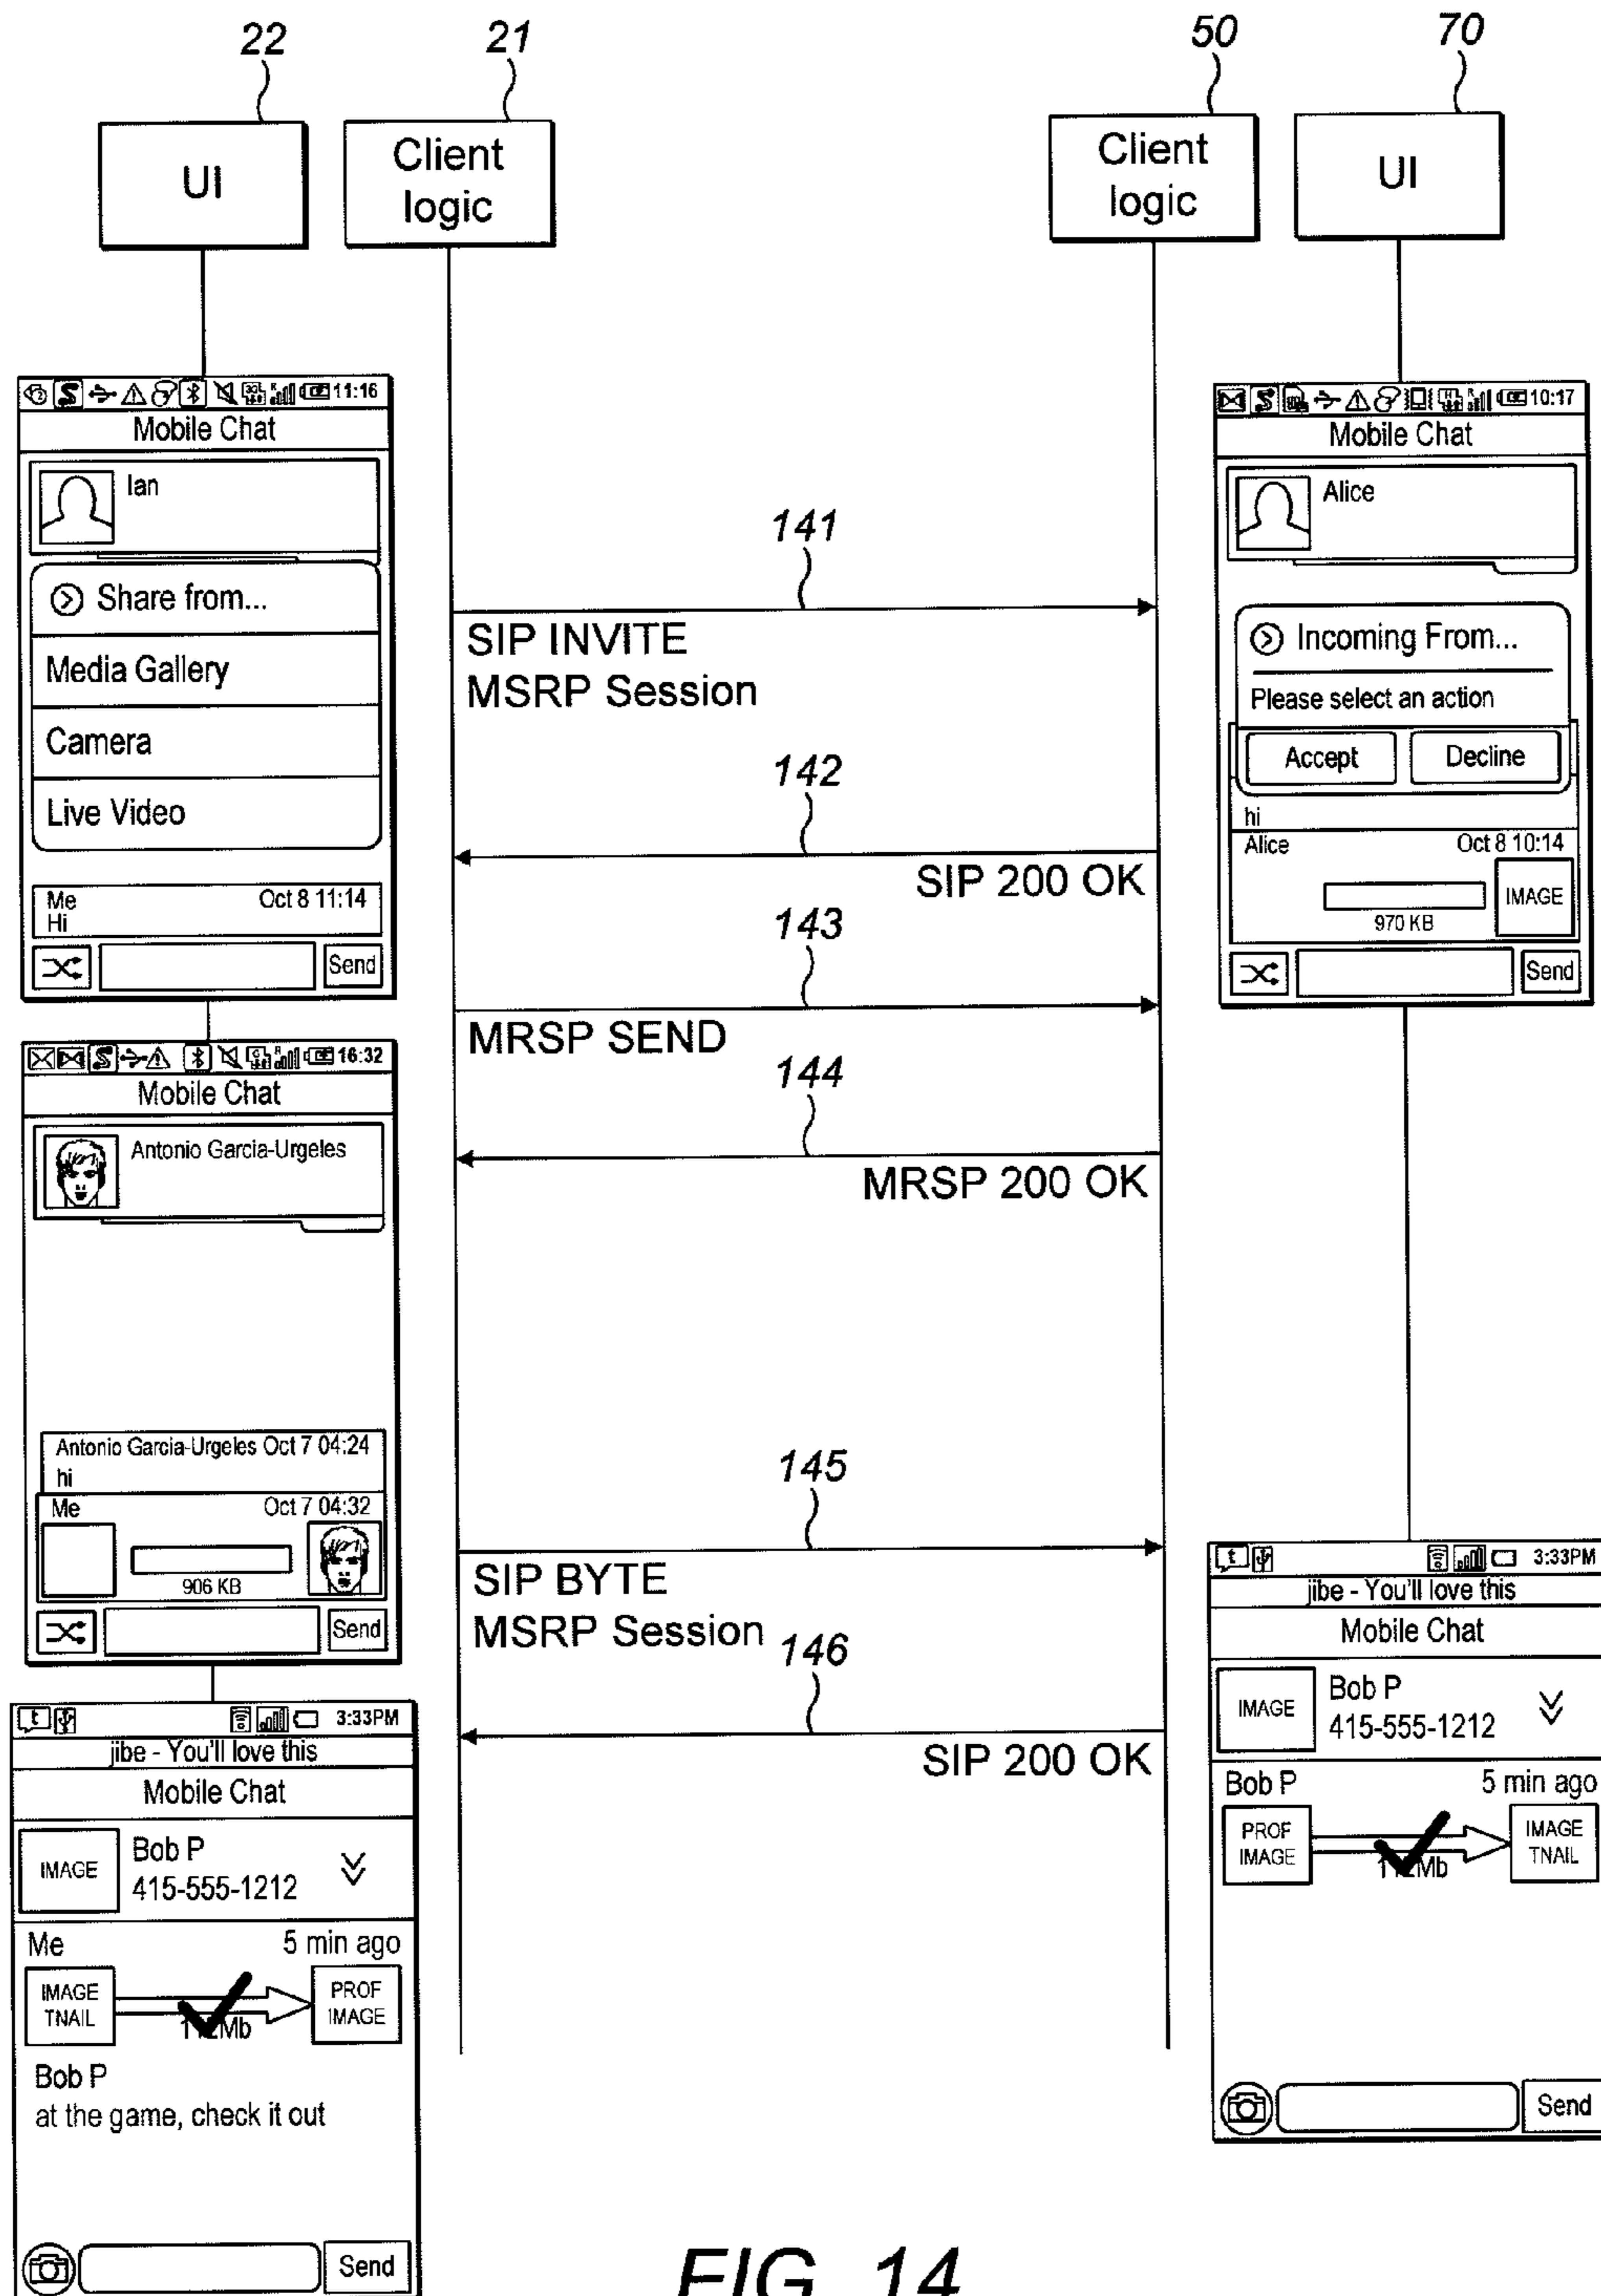 22
21
50
70
UI
Client
logic
Client
logic
UI
11:16
Mobile Chat
Ian
Share from...
Media Gallery
Camera
Live Video
Me Oct 8 11:14
Hi
Send
10:17
Mobile Chat
Alice
Incoming From...
Please select an action
Accept Decline
hi
Alice Oct 8 10:14
IMAGE
970 KB
Send
141
SIP INVITE
MSRP Session
142
SIP 200 OK
143
MRSP SEND
144
MRSP 200 OK
16:32
Mobile Chat
Antonio Garcia-Urgeles
Antonio Garcia-Urgeles Oct 7 04:24
hi
Me Oct 7 04:32
906 KB
Send
145
SIP BYTE
MSRP Session
146
SIP 200 OK
t 3:33PM
jibe - You'll love this
Mobile Chat
IMAGE
Bob P
415-555-1212
Me 5 min ago
IMAGE
TNAIL
PROF
IMAGE
Bob P
at the game, check it out
Send
t 3:33PM
jibe - You'll love this
Mobile Chat
IMAGE
Bob P
415-555-1212
Bob P 5 min ago
PROF
IMAGE
IMAGE
TNAIL
Send
FIG. 14